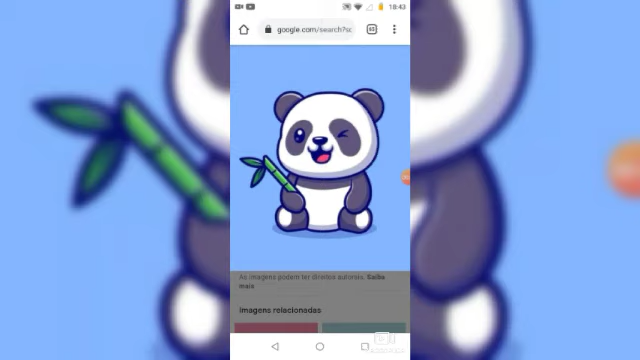 18:43
google.com/search?sc
As imagens podem ter direitos autorais. Saiba
mais
Imagens relacionadas